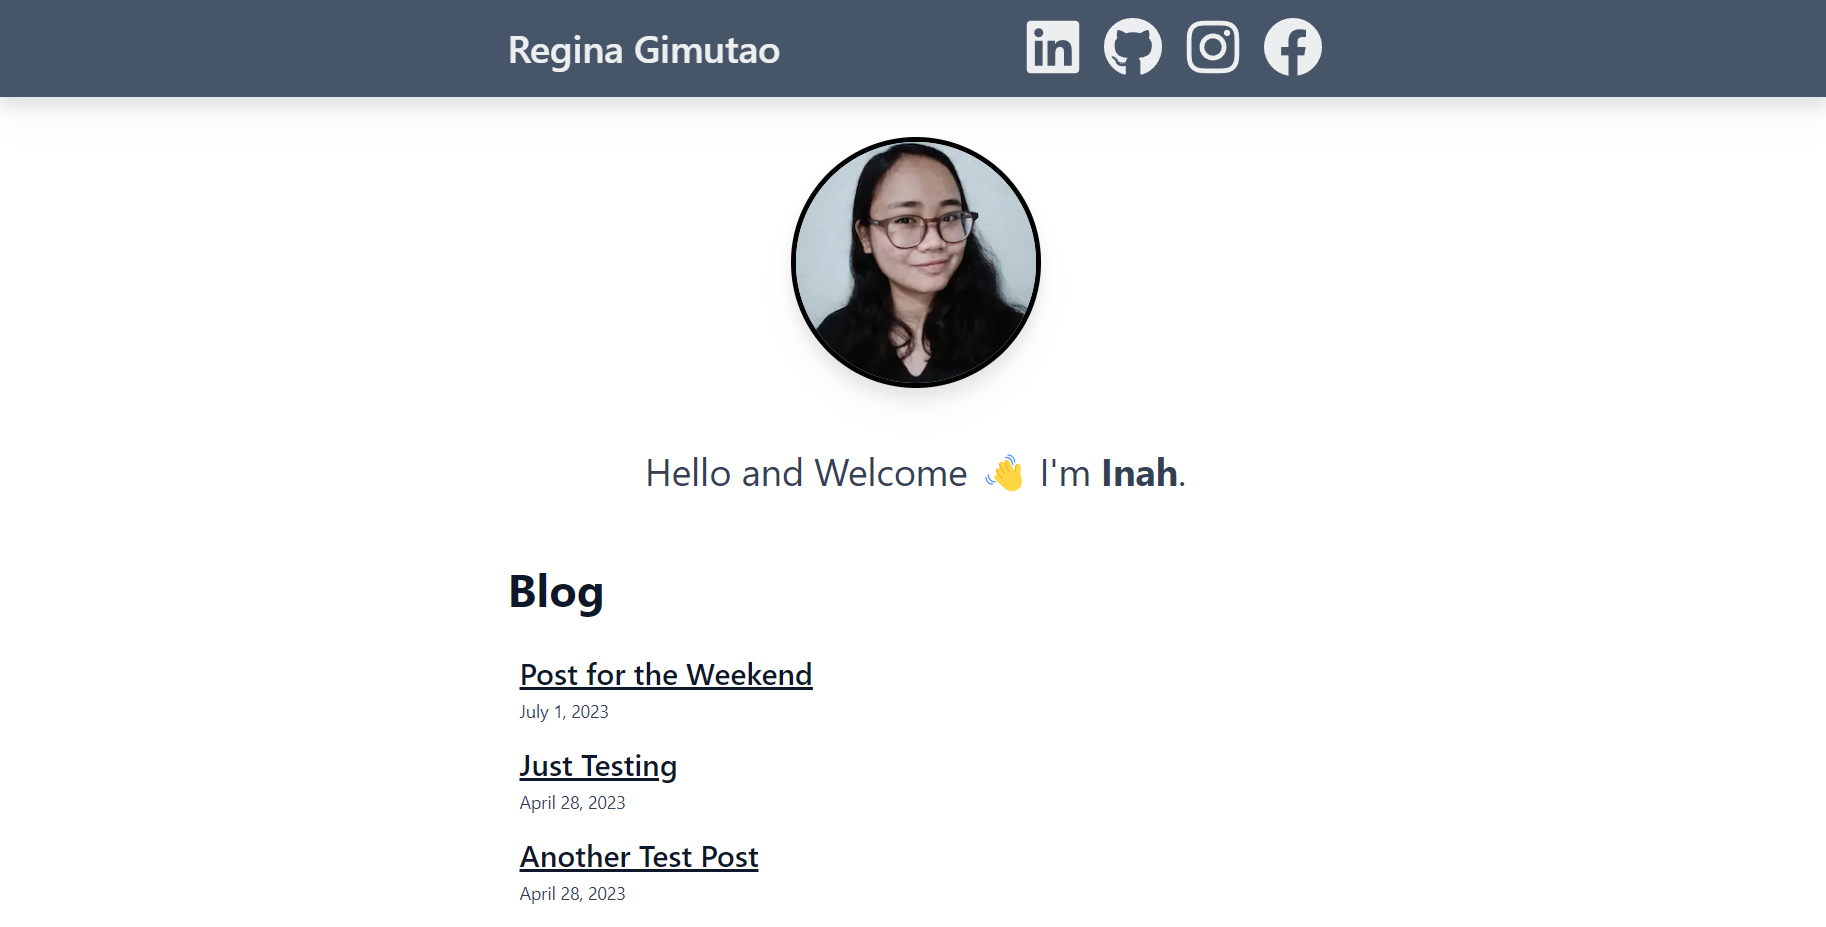 Regina Gimutao
Hello and Welcome 👋 I'm Inah.
Blog
Post for the Weekend
July 1, 2023
Just Testing
April 28, 2023
Another Test Post
April 28, 2023